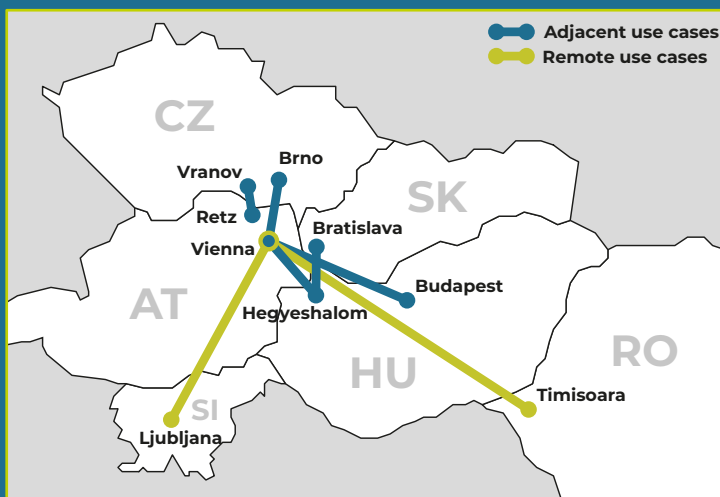 Adjacent use cases
Remote use cases
CZ
Brno
Vranov
SK
Retz
Bratislava
Vienna
Budapest
AT
Hegyeshalom
RO
HU
Timisoara
SI
Ljubljana